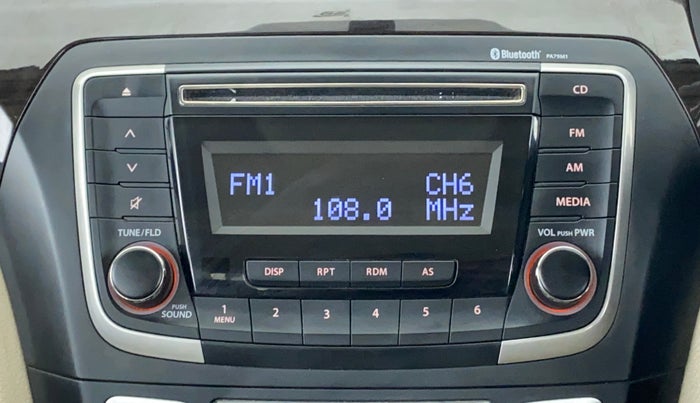 Bluetooth PA75M1
CD
FM
AM
MEDIA
FM1 CH6
108.0 MHz
TUNE/FLD
VOL PUSH PWR
DISP RPT RDM AS
PUSH
SOUND
1 2 3 4 5 6
MENU